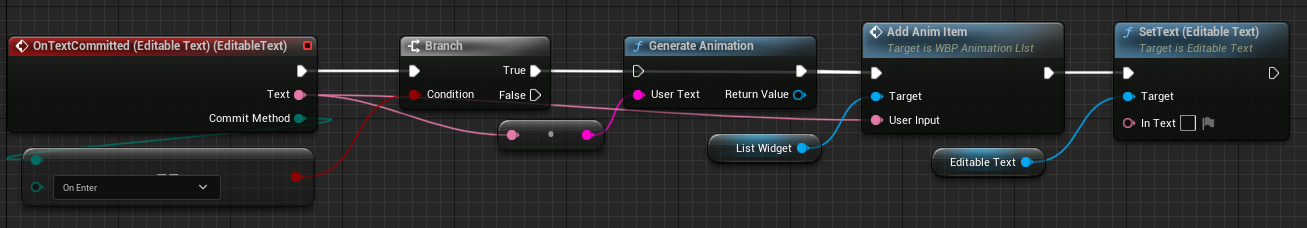 OnTextCommitted (Editable Text) (EditableText)
Text
Commit Method
==
On Enter
Branch
Condition
True
False
Generate Animation
User Text
Return Value
List Widget
Add Anim Item
Target is WBP Animation LIst
Target
User Input
Editable Text
SetText (Editable Text)
Target is Editable Text
Target
In Text